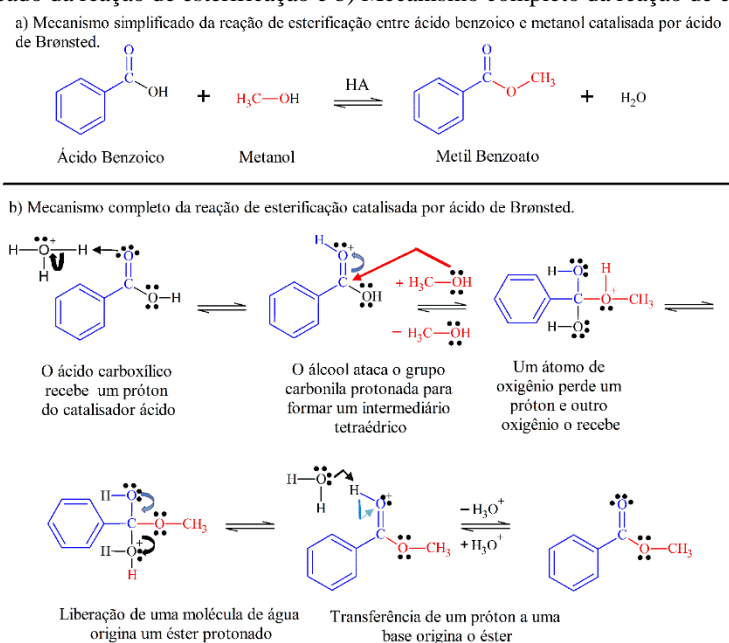 a) Mecanismo simplificado da reação de esterificação entre ácido benzoico e metanol catalisada por ácido
de Brønsted.
O
C
OH
+
H₃C—OH
HA
O
C
O
CH₃
+
H₂O
Ácido Benzoico
Metanol
Metil Benzoato
b) Mecanismo completo da reação de esterificação catalisada por ácido de Brønsted.
H—O⁺—H
H
O
C
O—H
H
O⁺
C
OH
+ H₃C—OH
− H₃C—OH
H—O
H
C—O⁺—CH₃
H—O
O ácido carboxílico
recebe um próton
do catalisador ácido
O álcool ataca o grupo
carbonila protonada para
formar um intermediário
tetraédrico
Um átomo de
oxigênio perde um
próton e outro
oxigênio o recebe
H—O
C—O—CH₃
H—O⁺
H
H—O
H
H
O⁺
C
O—CH₃
−H₃O⁺
+H₃O⁺
O
C
O—CH₃
Liberação de uma molécula de água
origina um éster protonado
Transferência de um próton a uma
base origina o éster